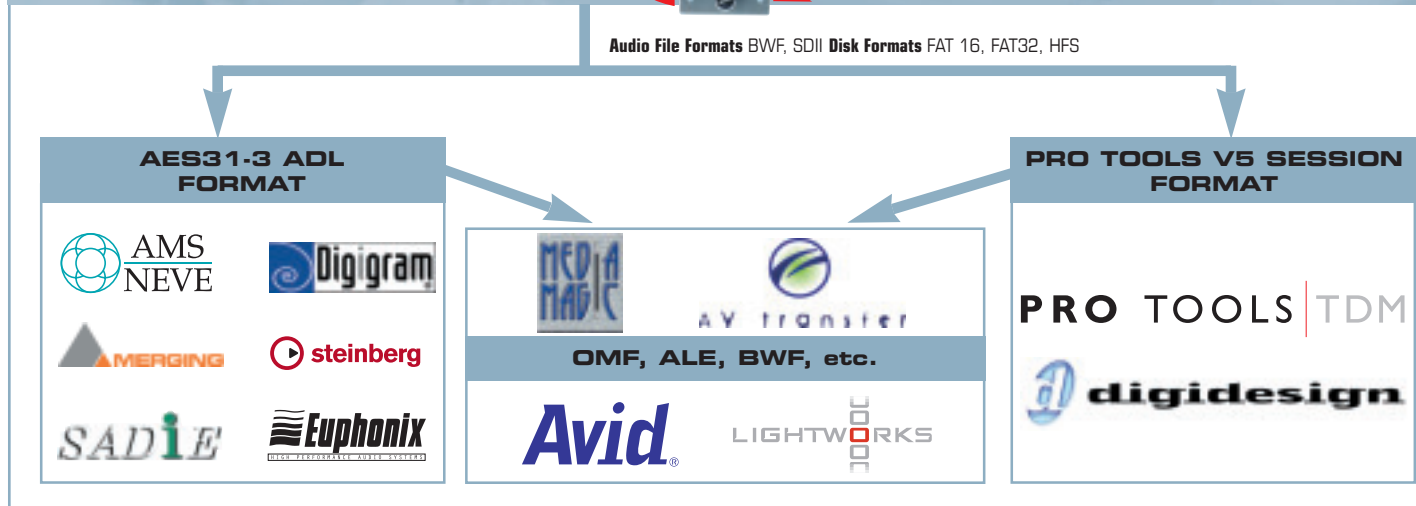 Audio File Formats BWF, SDII Disk Formats FAT 16, FAT32, HFS
AES31-3 ADL
FORMAT
AMS
NEVE
Digigram
MERGING
steinberg
SADiE
Euphonix
HIGH PERFORMANCE AUDIO SYSTEMS
MEDIA
MAGIC
AV transfer
OMF, ALE, BWF, etc.
Avid®
LIGHTWORKS
PRO TOOLS V5 SESSION
FORMAT
PRO TOOLS|TDM
digidesign